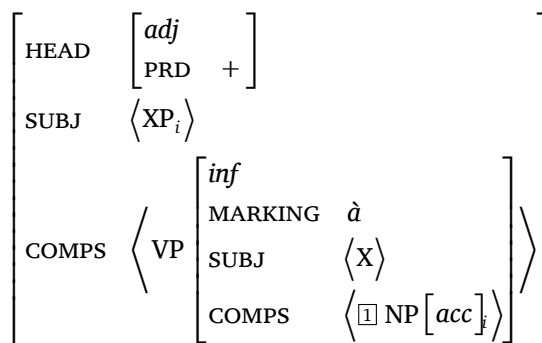 HEAD [adj
PRD +]
SUBJ ⟨XPᵢ⟩
COMPS ⟨VP [inf
MARKING à
SUBJ ⟨X⟩
COMPS ⟨1 NP[acc]ᵢ⟩]⟩